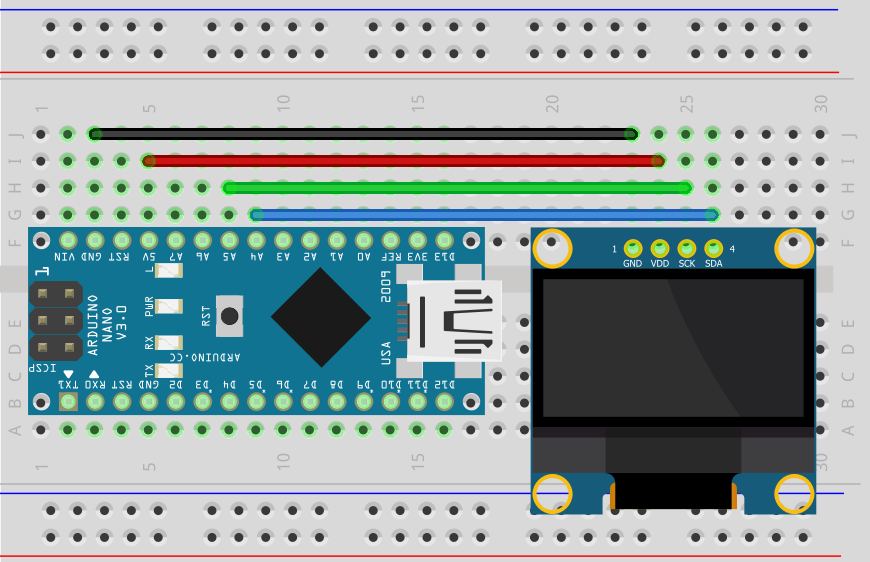 1 5 10 15 20 25 30
J J
I I
H H
G G
F F
VIN GND RST 5V A7 A6 A5 A4 A3 A2 A1 A0 REF 3V3 D13
1 4
GND VDD SCK SDA
L
1
PWR
RST
ARDUINO
NANO
V3.0
RX
TX
ARDUINO.CC
2009
USA
ICSP
E E
D D
C C
B B
A A
TX1 RX0 RST GND D2 D3 D4 D5 D6 D7 D8 D9 D10 D11 D12
1 5 10 15 30